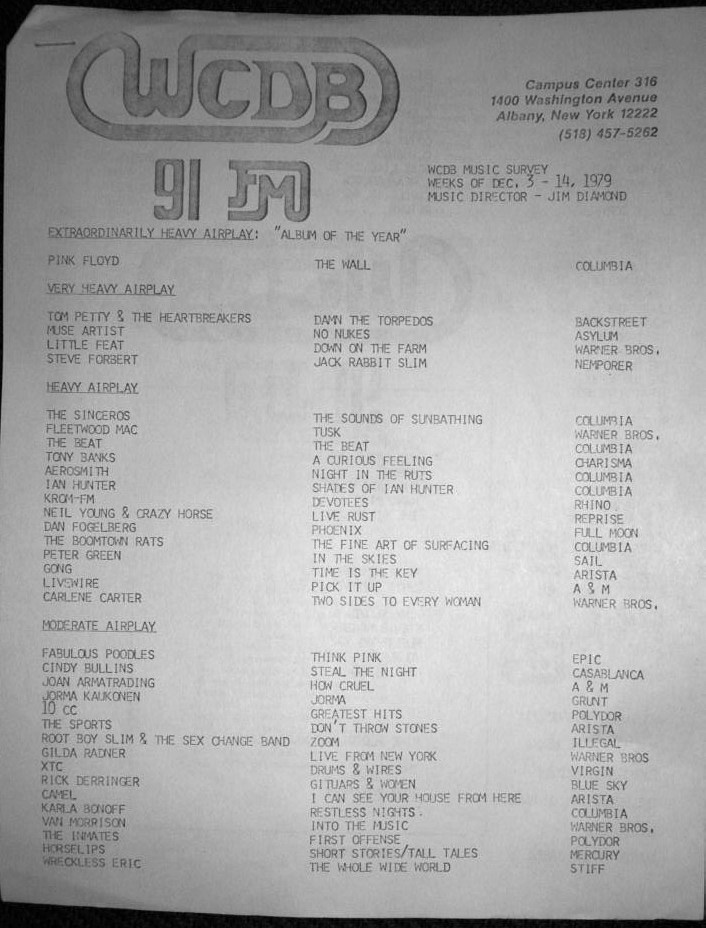 WCDB
91 FM
Campus Center 316
1400 Washington Avenue
Albany, New York 12222
(518) 457-5262
WCDB MUSIC SURVEY
WEEKS OF DEC. 3 - 14, 1979
MUSIC DIRECTOR - JIM DIAMOND
EXTRAORDINARILY HEAVY AIRPLAY: "ALBUM OF THE YEAR"
PINK FLOYD THE WALL COLUMBIA
VERY HEAVY AIRPLAY
TOM PETTY & THE HEARTBREAKERS DAMN THE TORPEDOS BACKSTREET
MUSE ARTIST NO NUKES ASYLUM
LITTLE FEAT DOWN ON THE FARM WARNER BROS.
STEVE FORBERT JACK RABBIT SLIM NEMPORER
HEAVY AIRPLAY
THE SINCEROS THE SOUNDS OF SUNBATHING COLUMBIA
FLEETWOOD MAC TUSK WARNER BROS.
THE BEAT THE BEAT COLUMBIA
TONY BANKS A CURIOUS FEELING CHARISMA
AEROSMITH NIGHT IN THE RUTS COLUMBIA
IAN HUNTER SHADES OF IAN HUNTER COLUMBIA
KROM-FM DEVOTEES RHINO
NEIL YOUNG & CRAZY HORSE LIVE RUST REPRISE
DAN FOGELBERG PHOENIX FULL MOON
THE BOOMTOWN RATS THE FINE ART OF SURFACING COLUMBIA
PETER GREEN IN THE SKIES SAIL
GONG TIME IS THE KEY ARISTA
LIVEWIRE PICK IT UP A & M
CARLENE CARTER TWO SIDES TO EVERY WOMAN WARNER BROS.
MODERATE AIRPLAY
FABULOUS POODLES THINK PINK EPIC
CINDY BULLINS STEAL THE NIGHT CASABLANCA
JOAN ARMATRADING HOW CRUEL A & M
JORMA KAUKONEN JORMA GRUNT
10 CC GREATEST HITS POLYDOR
THE SPORTS DON'T THROW STONES ARISTA
ROOT BOY SLIM & THE SEX CHANGE BAND ZOOM ILLEGAL
GILDA RADNER LIVE FROM NEW YORK WARNER BROS
XTC DRUMS & WIRES VIRGIN
RICK DERRINGER GITUARS & WOMEN BLUE SKY
CAMEL I CAN SEE YOUR HOUSE FROM HERE ARISTA
KARLA BONOFF RESTLESS NIGHTS. COLUMBIA
VAN MORRISON INTO THE MUSIC WARNER BROS.
THE INMATES FIRST OFFENSE POLYDOR
HORSELIPS SHORT STORIES/TALL TALES MERCURY
WRECKLESS ERIC THE WHOLE WIDE WORLD STIFF